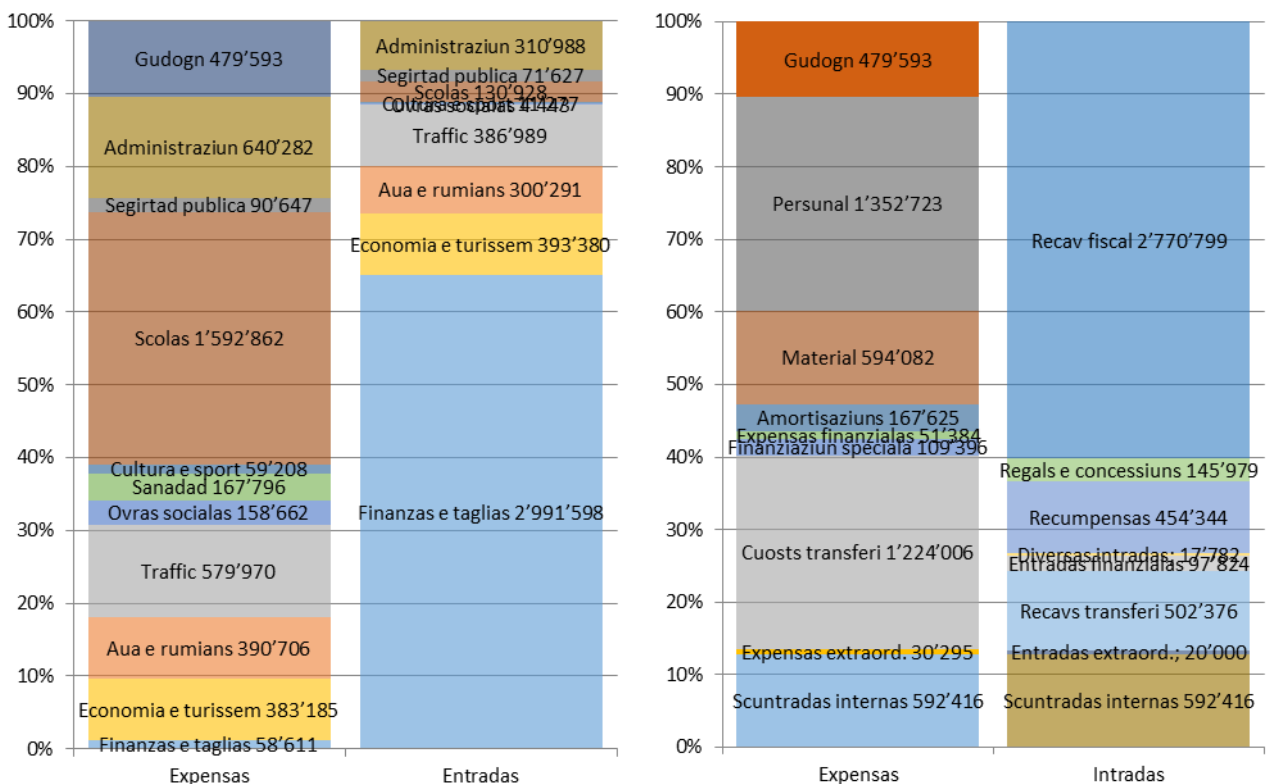 100%
90%
80%
70%
60%
50%
40%
30%
20%
10%
0%
Gudogn 479’593
Administraziun 640’282
Segirtad publica 90’647
Scolas 1’592’862
Cultura e sport 59’208
Sanadad 167’796
Ovras socialas 158’662
Traffic 579’970
Aua e rumians 390’706
Economia e turissem 383’185
Finanzas e taglias 58’611
Expensas
Administraziun 310’988
Segirtad publica 71’627
Scolas 130’928
Cultura e sport 11’277
Ovras socialas 4’443
Traffic 386’989
Aua e rumians 300’291
Economia e turissem 393’380
Finanzas e taglias 2’991’598
Entradas
100%
90%
80%
70%
60%
50%
40%
30%
20%
10%
0%
Gudogn 479’593
Persunal 1’352’723
Material 594’082
Amortisaziuns 167’625
Expensas finanzialas 51’384
Finanziaziun speciala 109’396
Cuosts transferi 1’224’006
Expensas extraord. 30’295
Scuntradas internas 592’416
Expensas
Recav fiscal 2’770’799
Regals e concessiuns 145’979
Recumpensas 454’344
Diversas intradas; 17’782
Entradas finanzialas 97’824
Recavs transferi 502’376
Entradas extraord.; 20’000
Scuntradas internas 592’416
Intradas